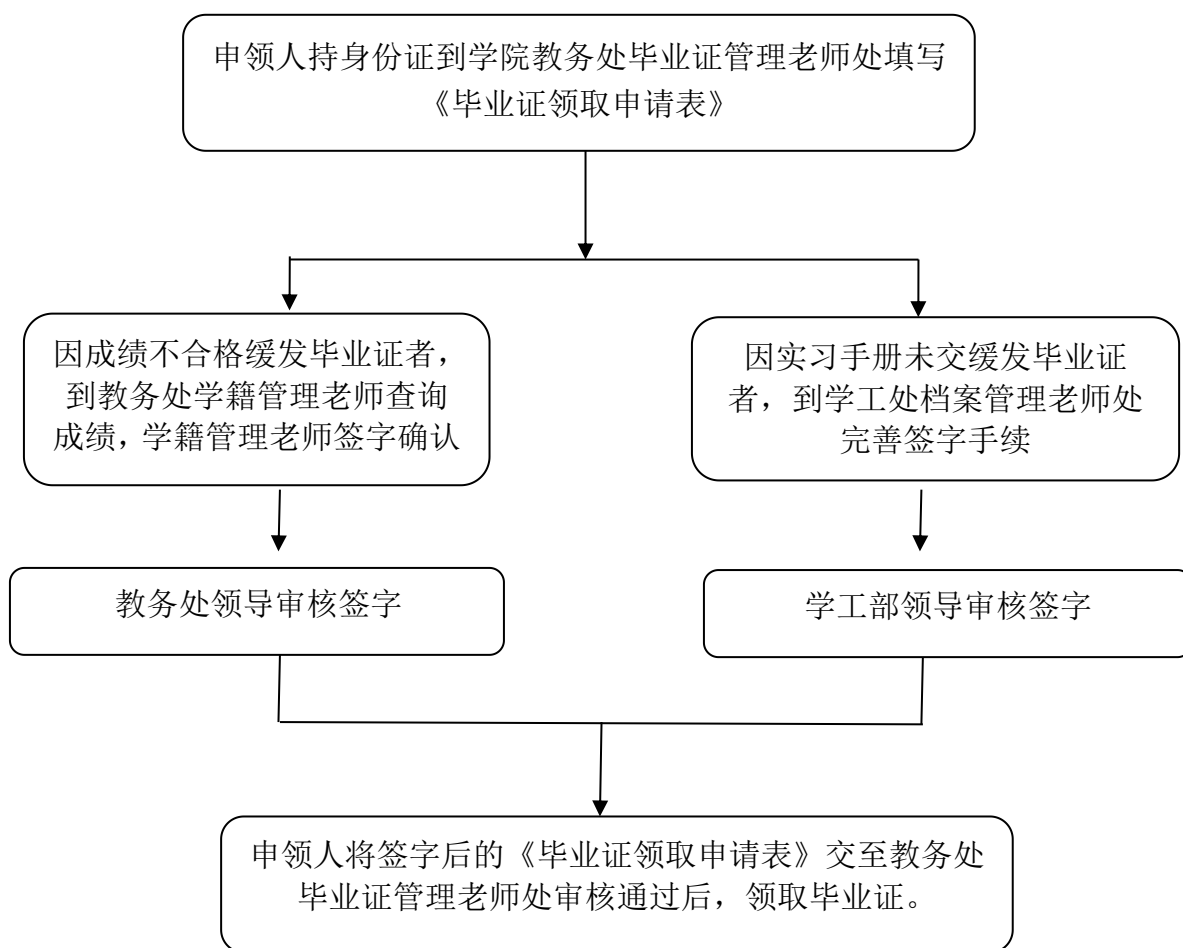 申领人持身份证到学院教务处毕业证管理老师处填写
《毕业证领取申请表》
因成绩不合格缓发毕业证者，
到教务处学籍管理老师查询
成绩，学籍管理老师签字确认
因实习手册未交缓发毕业证
者，到学工处档案管理老师处
完善签字手续
教务处领导审核签字
学工部领导审核签字
申领人将签字后的《毕业证领取申请表》交至教务处
毕业证管理老师处审核通过后，领取毕业证。